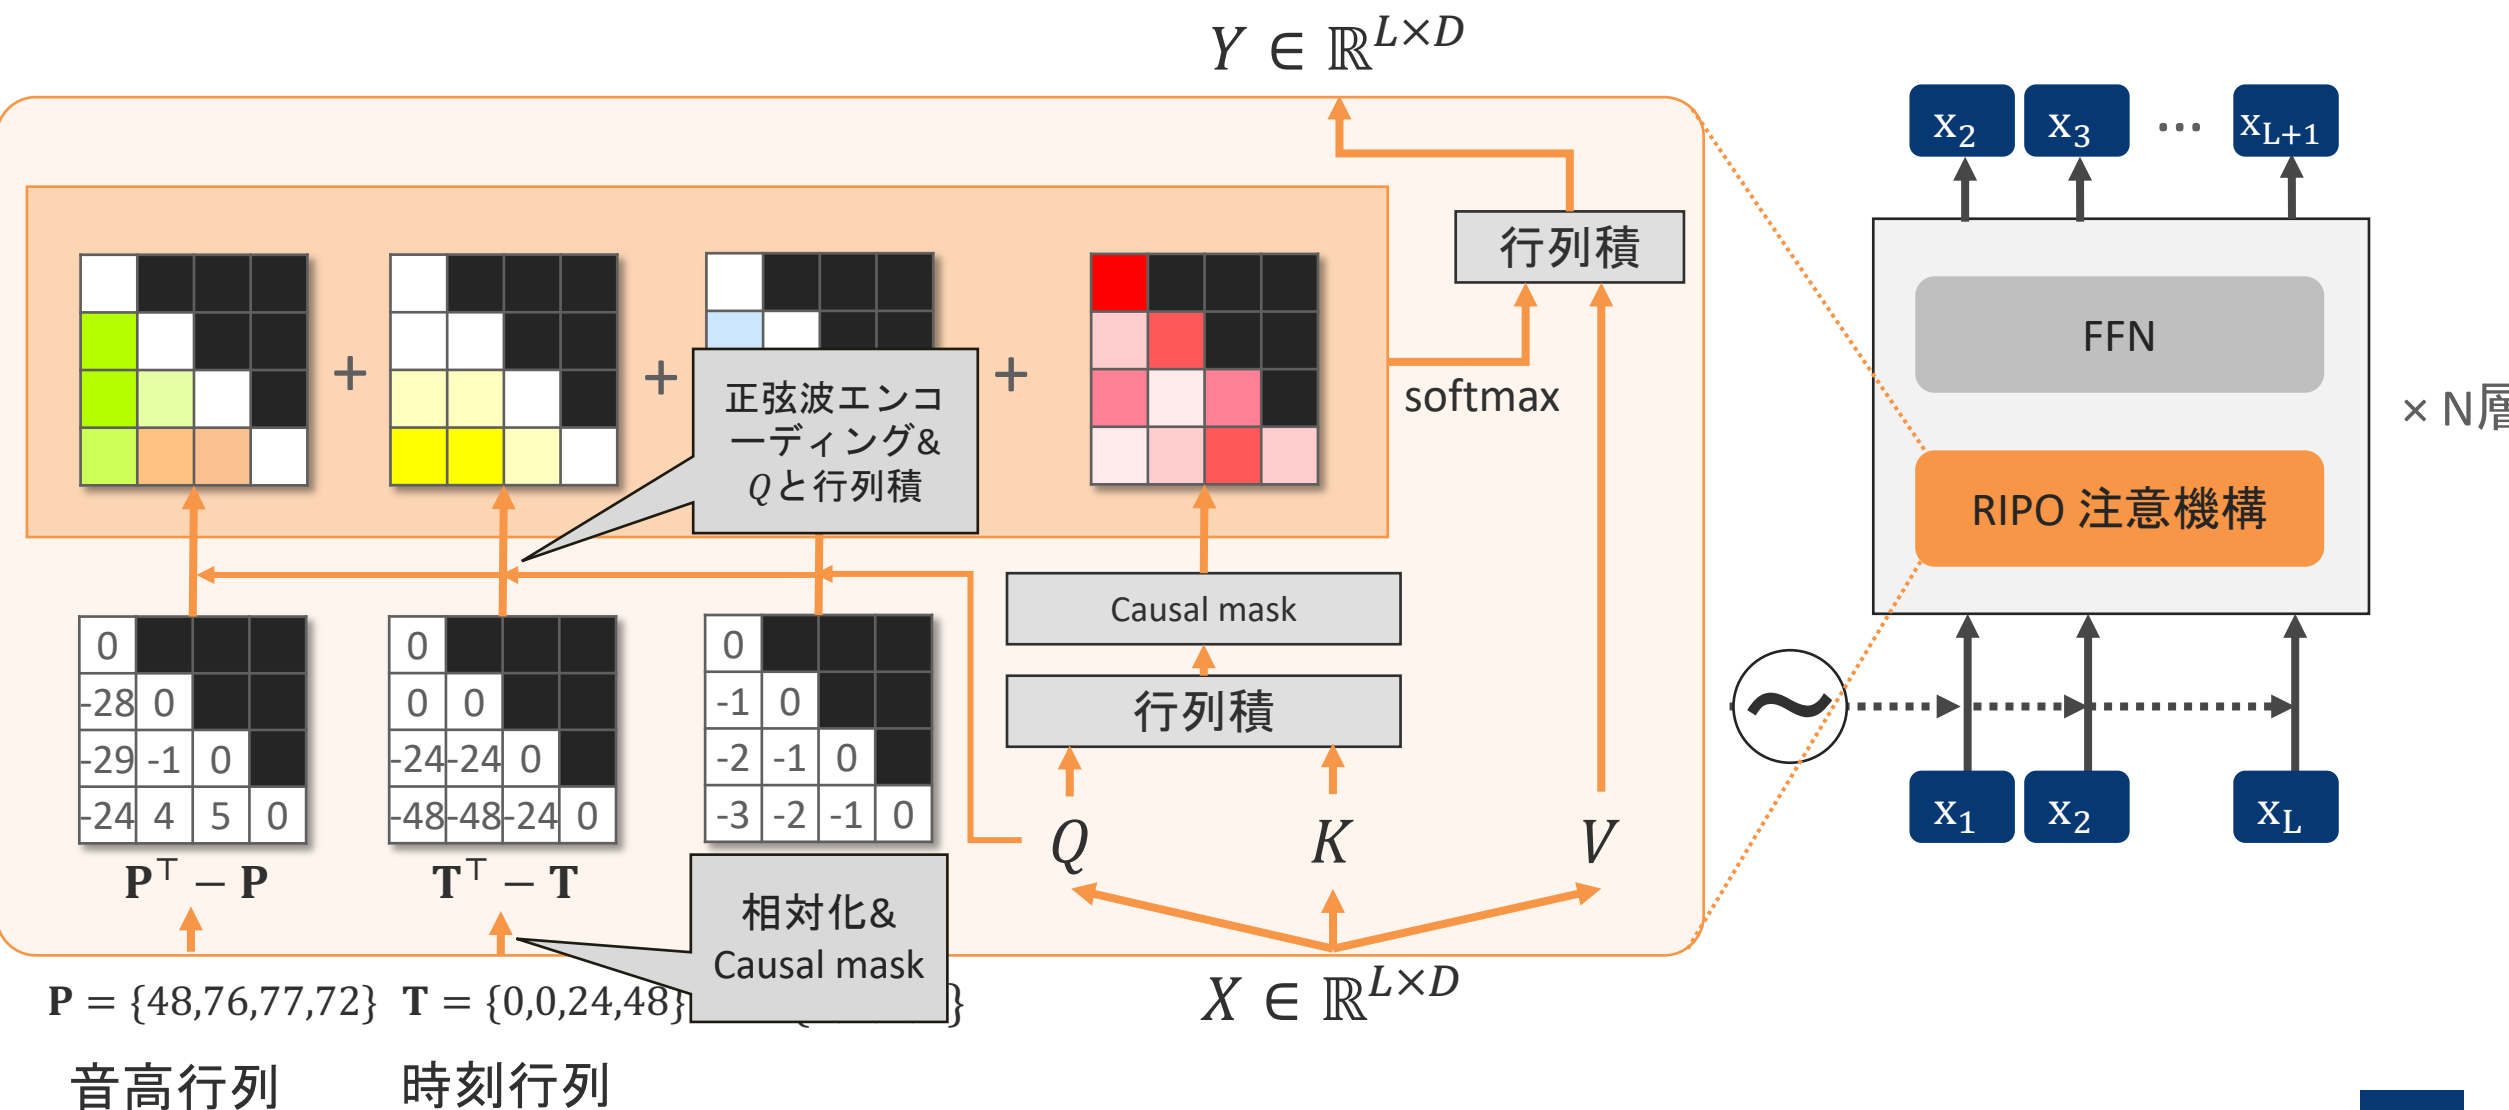 Y ∈ ℝ^{L×D}
x₂ x₃ … x_{L+1}
行列積
+ + +
softmax
正弦波エンコ
ーディング&
Qと行列積
FFN
RIPO 注意機構
× N層
Causal mask
行列積
0
-28 0
-29 -1 0
-24 4 5 0
0
0 0
-24 -24 0
-48 -48 -24 0
0
-1 0
-2 -1 0
-3 -2 -1 0
~
x₁ x₂ x_L
Q K V
P^⊤ − P
T^⊤ − T
相対化&
Causal mask
P = {48,76,77,72} T = {0,0,24,48}
X ∈ ℝ^{L×D}
音高行列
時刻行列